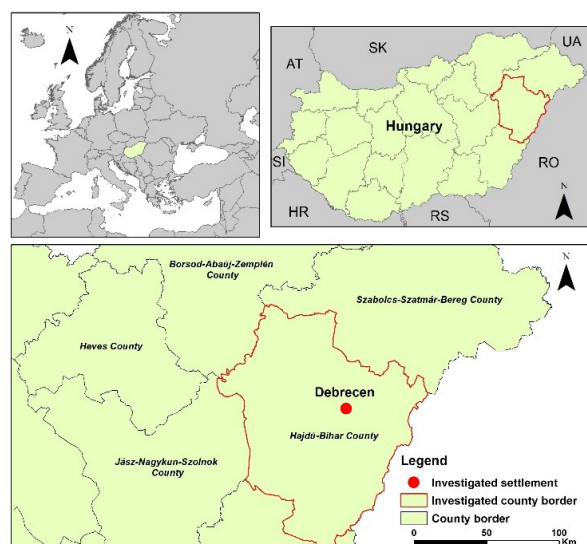 N
N
SK
UA
AT
Hungary
SI
RO
HR
RS
N
Borsod-Abaúj-Zemplén
County
Szabolcs-Szatmár-Bereg County
Heves County
Debrecen
Hajdú-Bihar County
Jász-Nagykun-Szolnok
County
Legend
Investigated settlement
Investigated county border
County border
0 50 100
Km